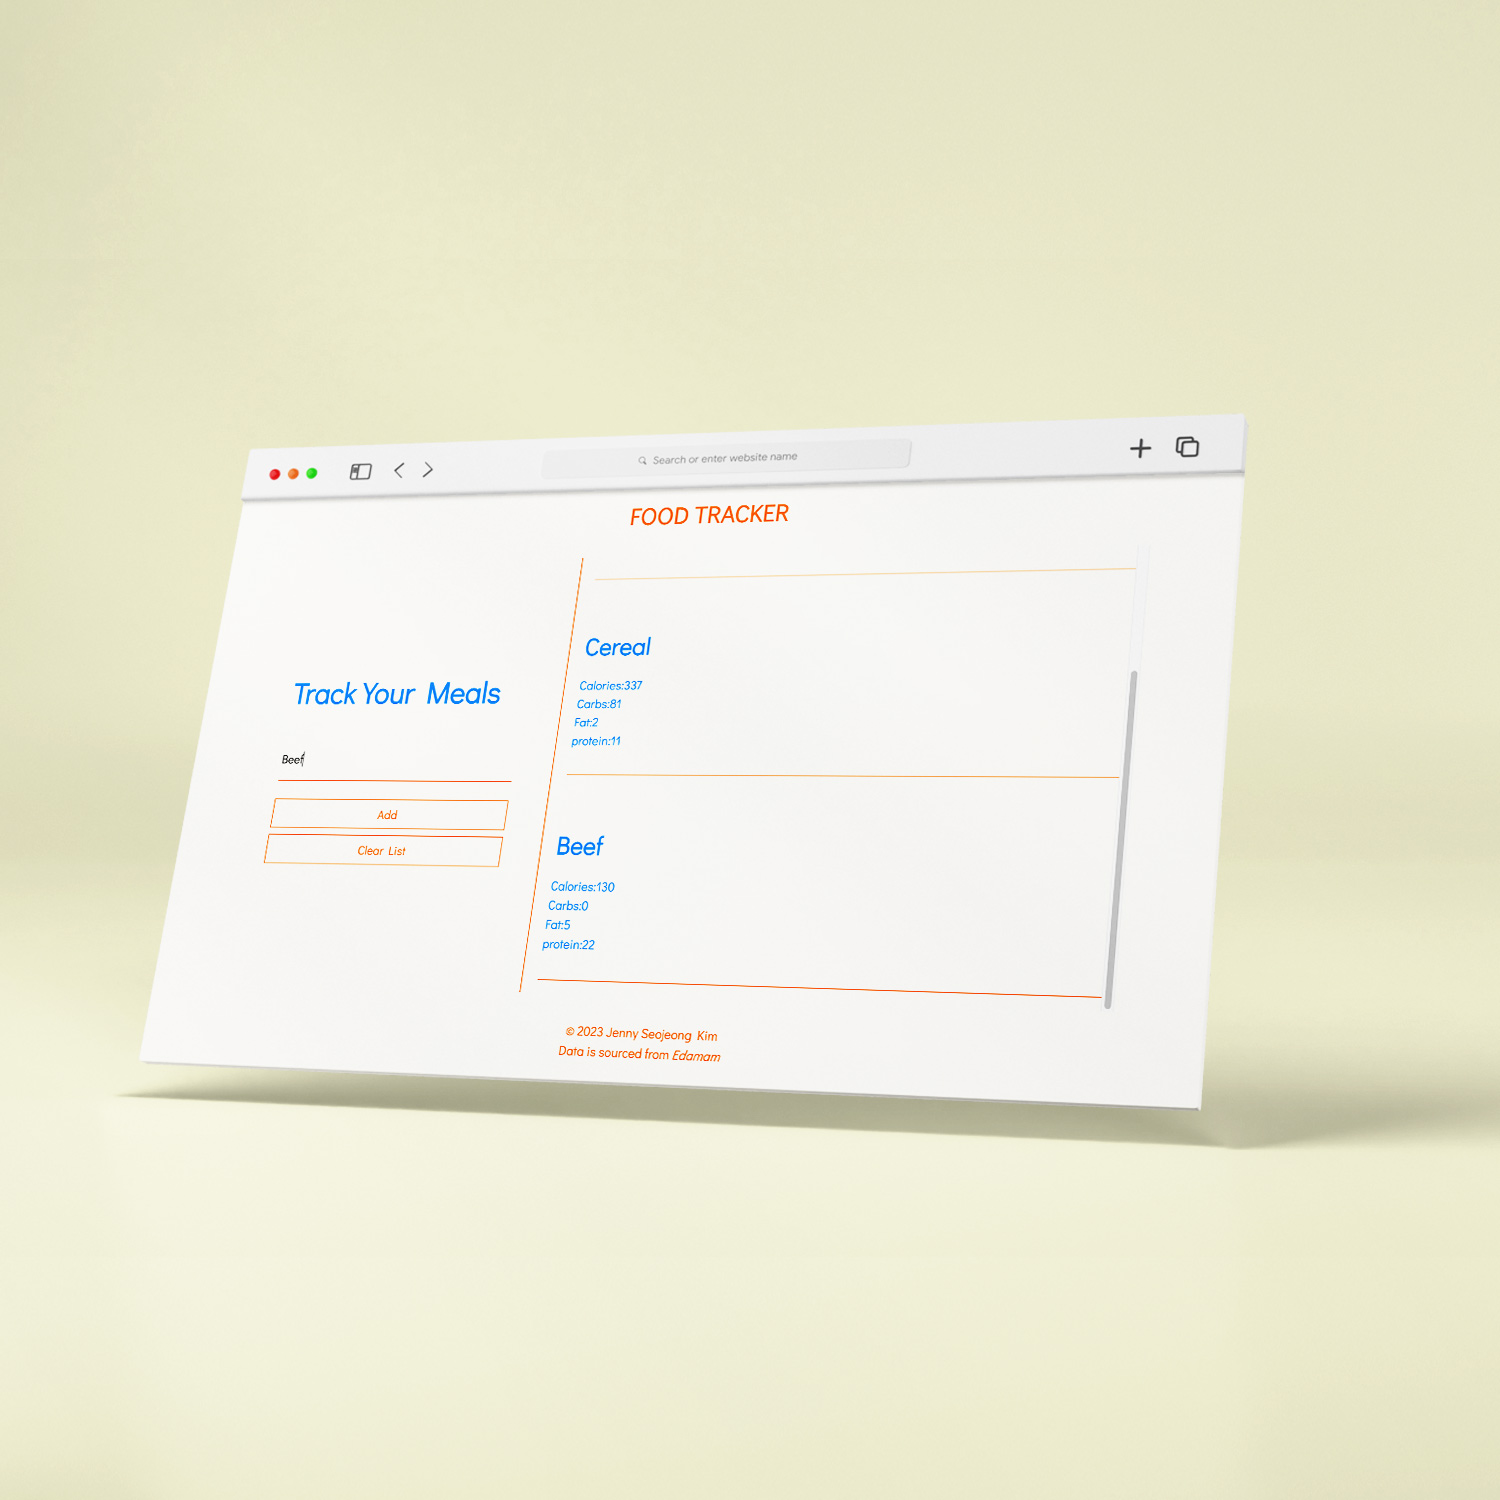 Search or enter website name
FOOD TRACKER
Track Your Meals
Beef
Add
Clear List
Cereal
Calories:337
Carbs:81
Fat:2
protein:11
Beef
Calories:130
Carbs:0
Fat:5
protein:22
© 2023 Jenny Seojeong Kim
Data is sourced from Edamam